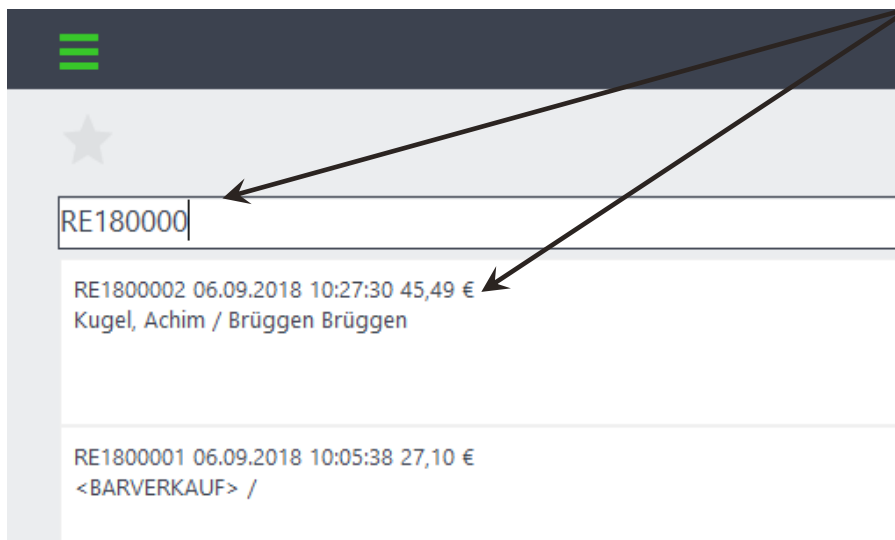 RE180000
RE1800002 06.09.2018 10:27:30 45,49 €
Kugel, Achim / Brüggen Brüggen
RE1800001 06.09.2018 10:05:38 27,10 €
<BARVERKAUF> /